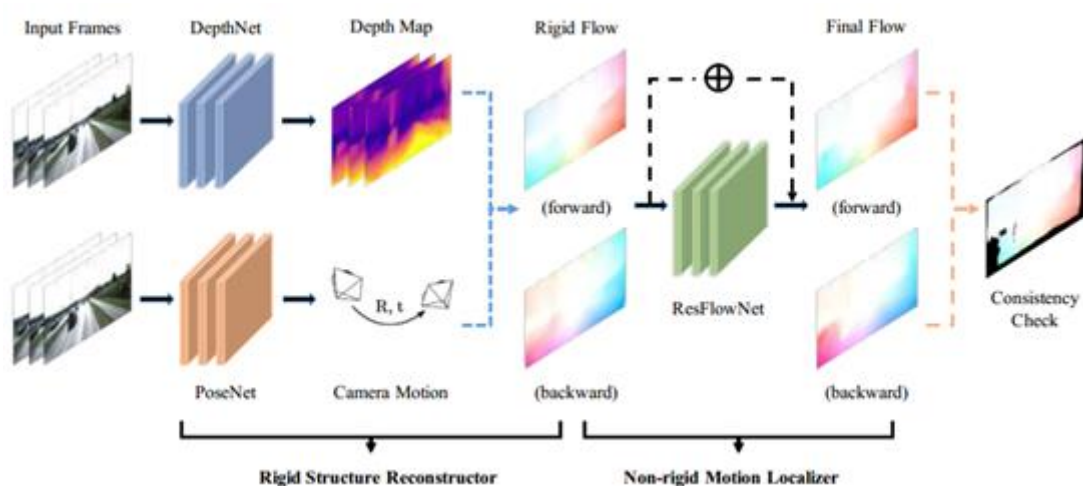 Input Frames
DepthNet
Depth Map
Rigid Flow
Final Flow
(forward)
(forward)
R, t
ResFlowNet
Consistency
Check
PoseNet
Camera Motion
(backward)
(backward)
Rigid Structure Reconstructor
Non-rigid Motion Localizer